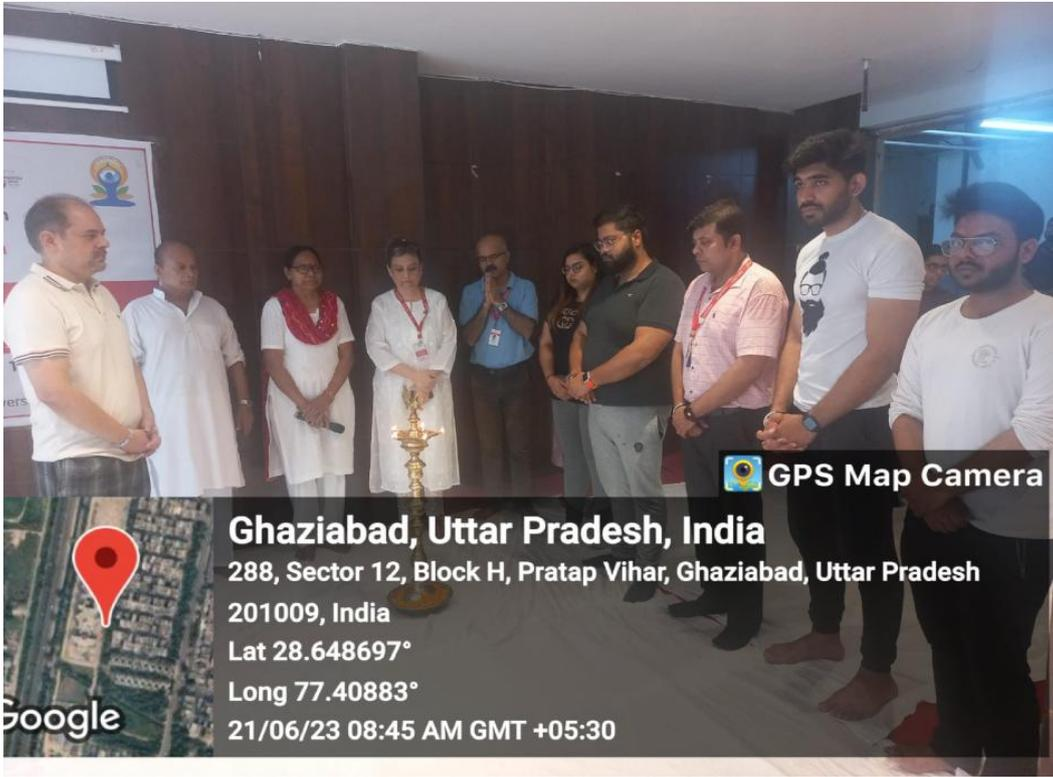 GPS Map Camera
Ghaziabad, Uttar Pradesh, India
288, Sector 12, Block H, Pratap Vihar, Ghaziabad, Uttar Pradesh
201009, India
Lat 28.648697°
Long 77.40883°
21/06/23 08:45 AM GMT +05:30
Google